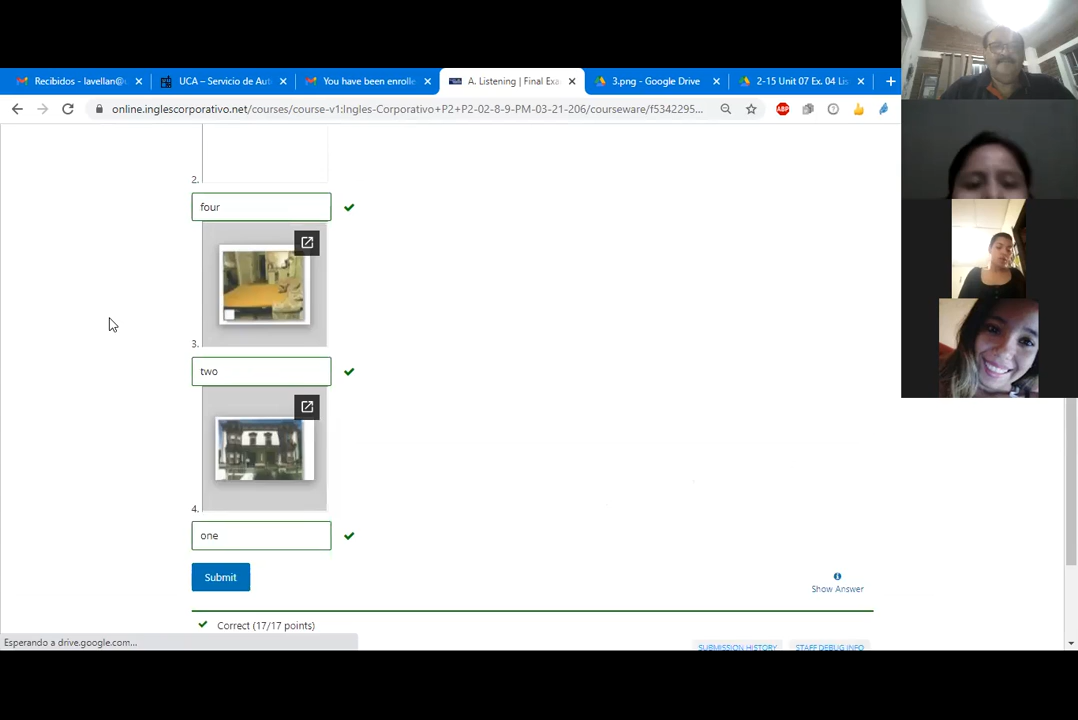 Recibidos - lavellan@
UCA – Servicio de Aut
You have been enrolle
A. Listening | Final Exa
3.png - Google Drive
2-15 Unit 07 Ex. 04 Lis
online.inglescorporativo.net/courses/course-v1:Ingles-Corporativo+P2+P2-02-8-9-PM-03-21-206/courseware/f5342295...
ABP
2.
four
3.
two
4.
one
Submit
Show Answer
Correct (17/17 points)
Esperando a drive.google.com...
SUBMISSION HISTORY
STAFF DEBUG INFO